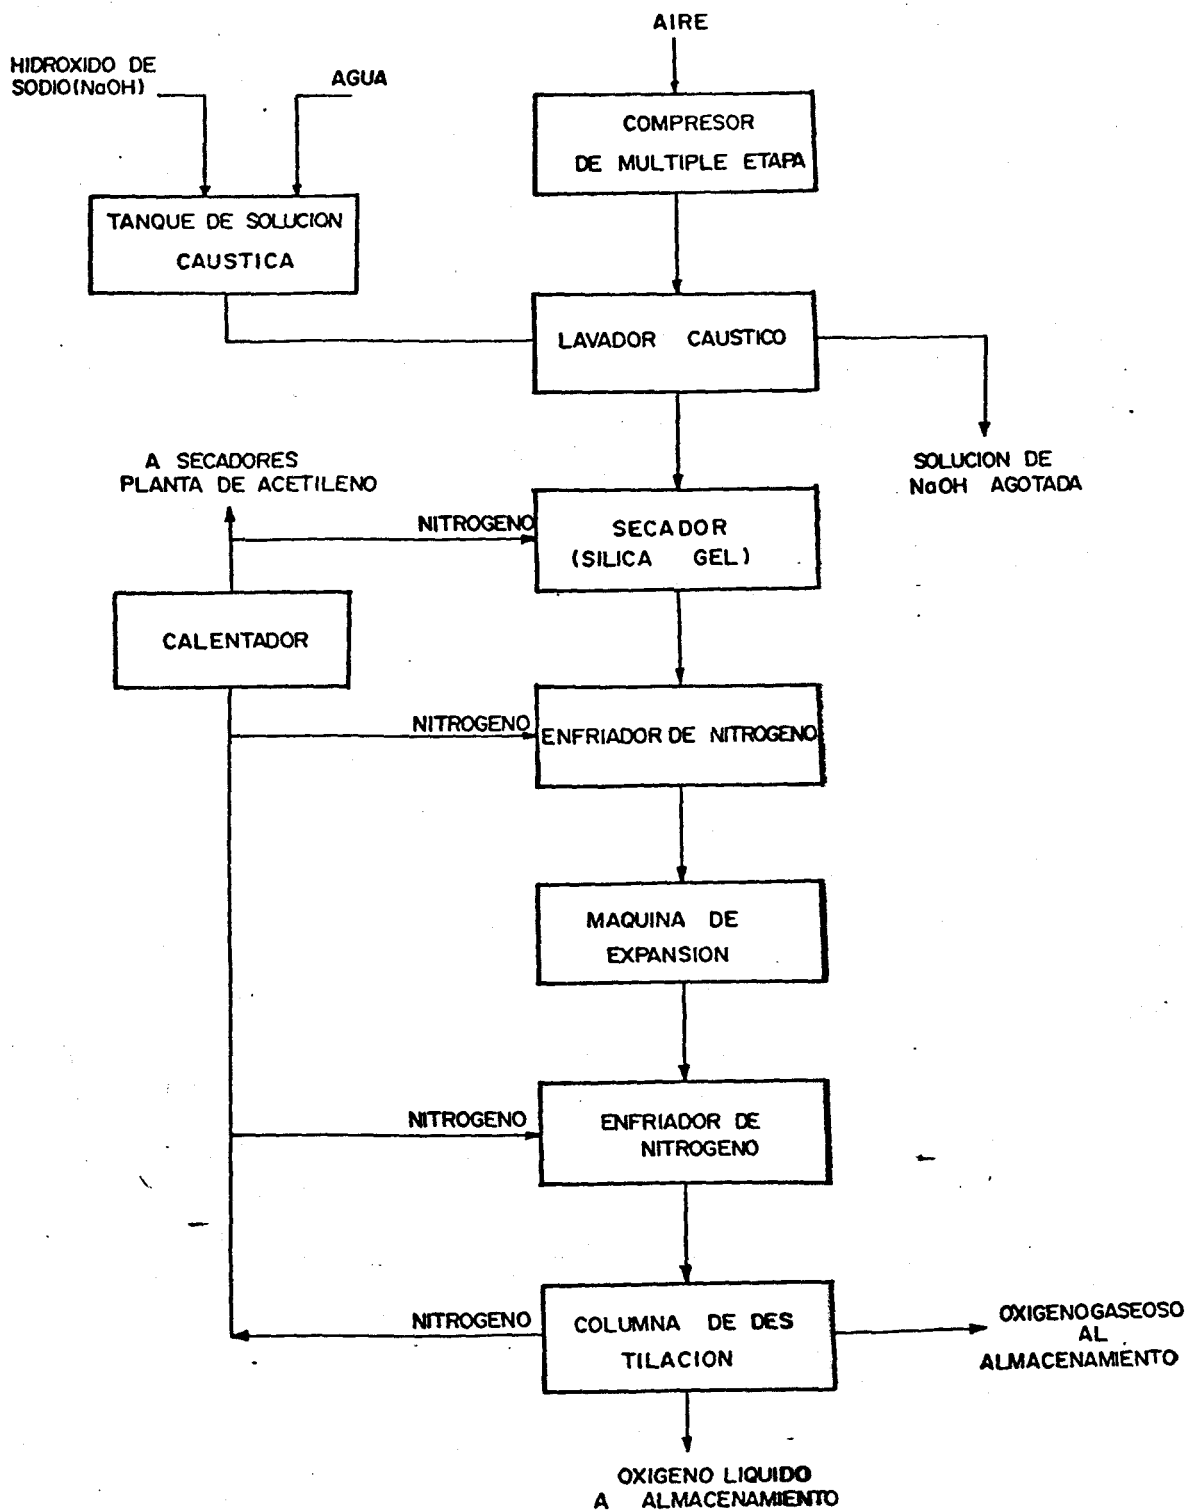 AIRE
HIDROXIDO DE
SODIO(NaOH)
AGUA
COMPRESOR
DE MULTIPLE ETAPA
TANQUE DE SOLUCION
CAUSTICA
LAVADOR CAUSTICO
A SECADORES
PLANTA DE ACETILENO
SOLUCION DE
NaOH AGOTADA
NITROGENO
SECADOR
(SILICA GEL)
CALENTADOR
NITROGENO
ENFRIADOR DE NITROGENO
MAQUINA DE
EXPANSION
NITROGENO
ENFRIADOR DE
NITROGENO
NITROGENO
COLUMNA DE DES
TILACION
OXIGENO GASEOSO
AL
ALMACENAMIENTO
OXIGENO LIQUIDO
A ALMACENAMIENTO